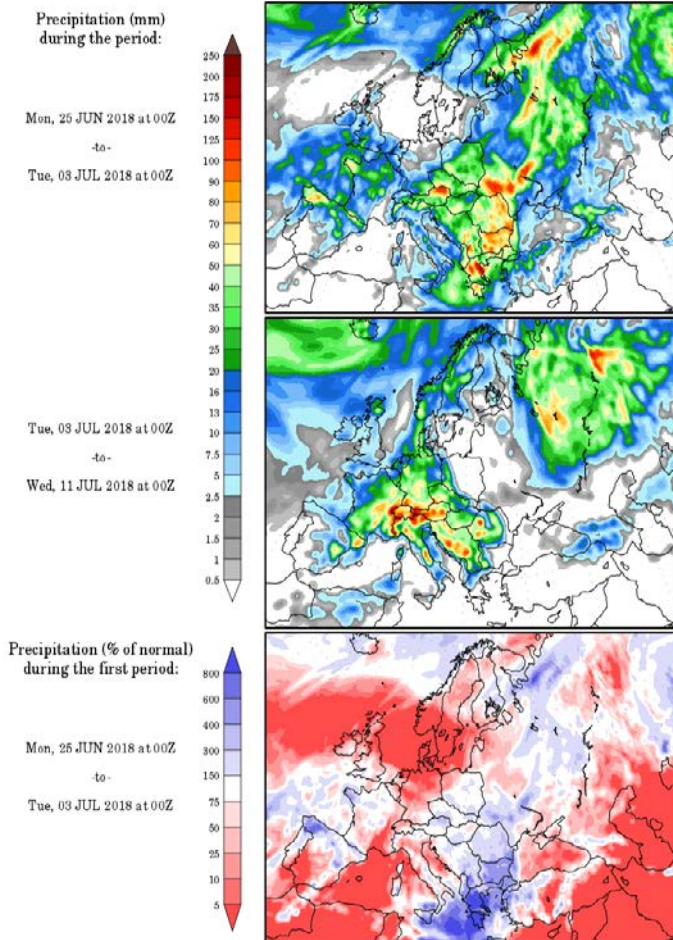 Precipitation (mm)
during the period:
Mon, 25 JUN 2018 at 00Z
-to-
Tue, 03 JUL 2018 at 00Z
250
200
175
150
125
100
90
80
70
60
50
40
35
30
25
20
16
13
10
7.5
5
2.5
2
1.5
1
0.5
Tue, 03 JUL 2018 at 00Z
-to-
Wed, 11 JUL 2018 at 00Z
Precipitation (% of normal)
during the first period:
Mon, 25 JUN 2018 at 00Z
-to-
Tue, 03 JUL 2018 at 00Z
800
600
400
300
150
75
50
25
10
5